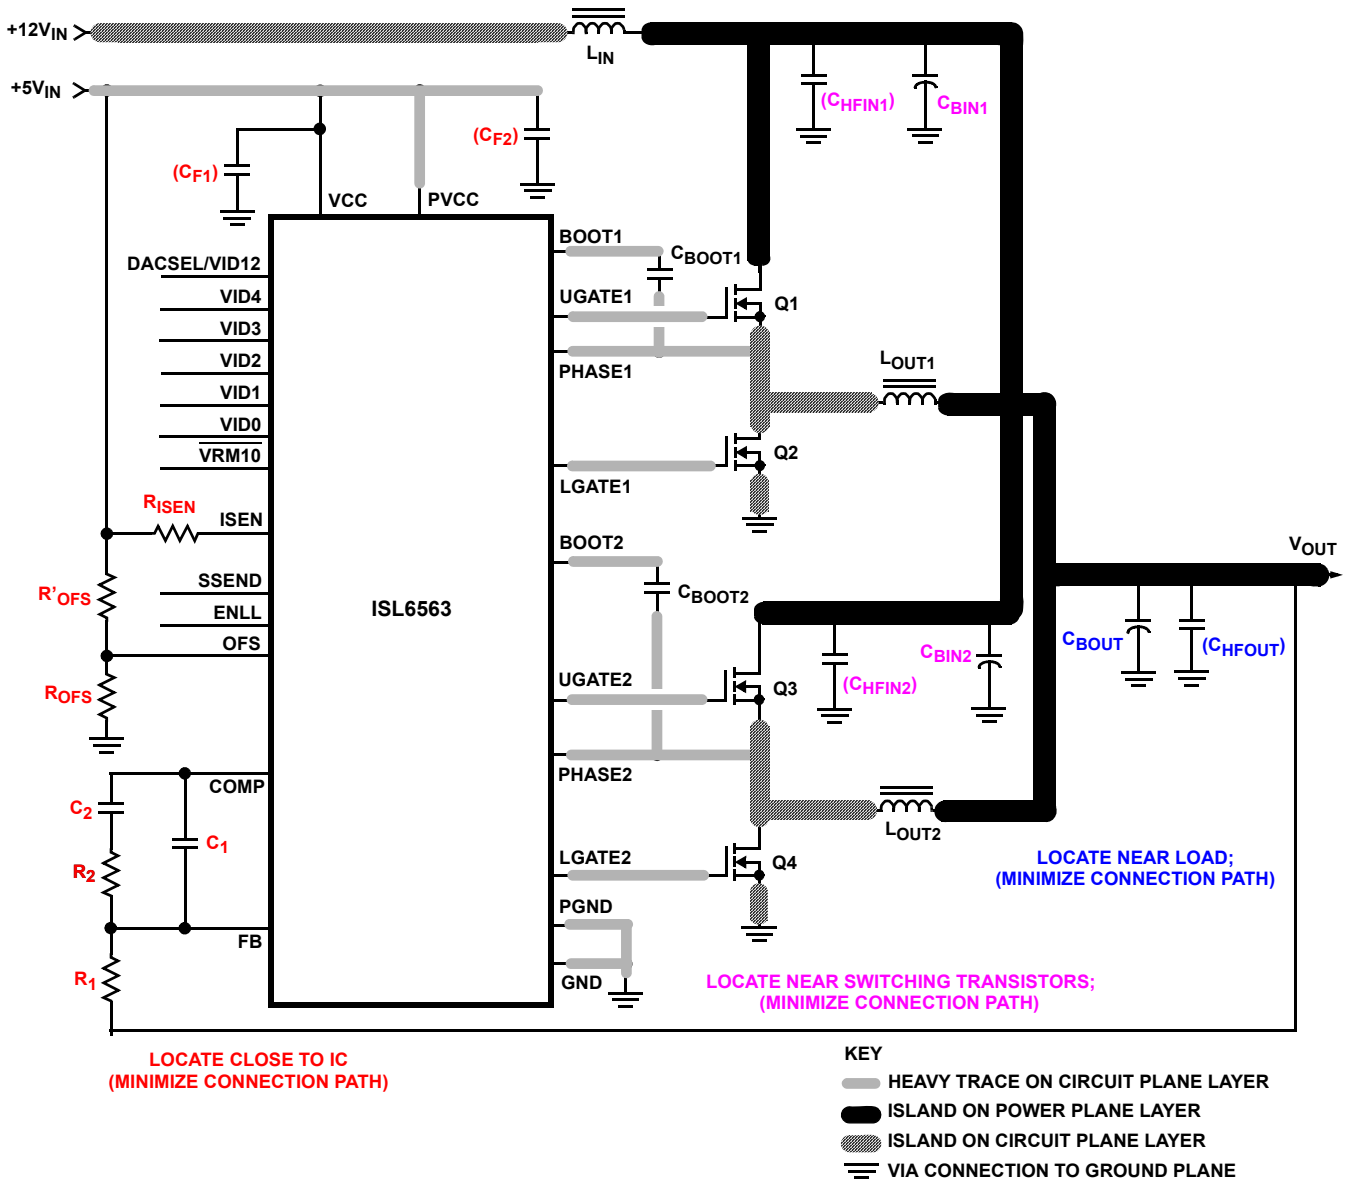 +12VIN
LIN
+5VIN
(CHFIN1)
CBIN1
(CF1)
(CF2)
VCC
PVCC
BOOT1
CBOOT1
DACSEL/VID12
VID4
UGATE1
Q1
VID3
VID2
PHASE1
LOUT1
VID1
VID0
VRM10
Q2
LGATE1
RISEN
ISEN
BOOT2
VOUT
R'OFS
SSEND
CBOOT2
ENLL
ISL6563
OFS
CBIN2
CBOUT
(CHFOUT)
ROFS
UGATE2
Q3
(CHFIN2)
COMP
PHASE2
C2
C1
LOUT2
R2
LGATE2
Q4
LOCATE NEAR LOAD;
(MINIMIZE CONNECTION PATH)
PGND
FB
R1
GND
LOCATE NEAR SWITCHING TRANSISTORS;
(MINIMIZE CONNECTION PATH)
LOCATE CLOSE TO IC
(MINIMIZE CONNECTION PATH)
KEY
HEAVY TRACE ON CIRCUIT PLANE LAYER
ISLAND ON POWER PLANE LAYER
ISLAND ON CIRCUIT PLANE LAYER
VIA CONNECTION TO GROUND PLANE